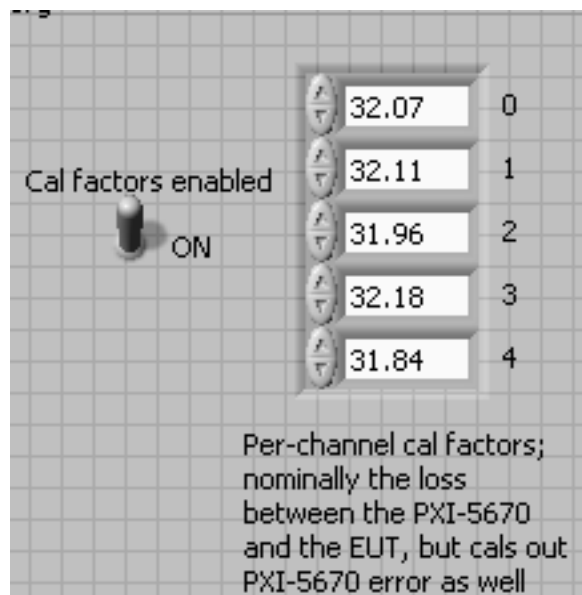 32.07 0
32.11 1
Cal factors enabled
31.96 2
ON
32.18 3
31.84 4
Per-channel cal factors;
nominally the loss
between the PXI-5670
and the EUT, but cals out
PXI-5670 error as well